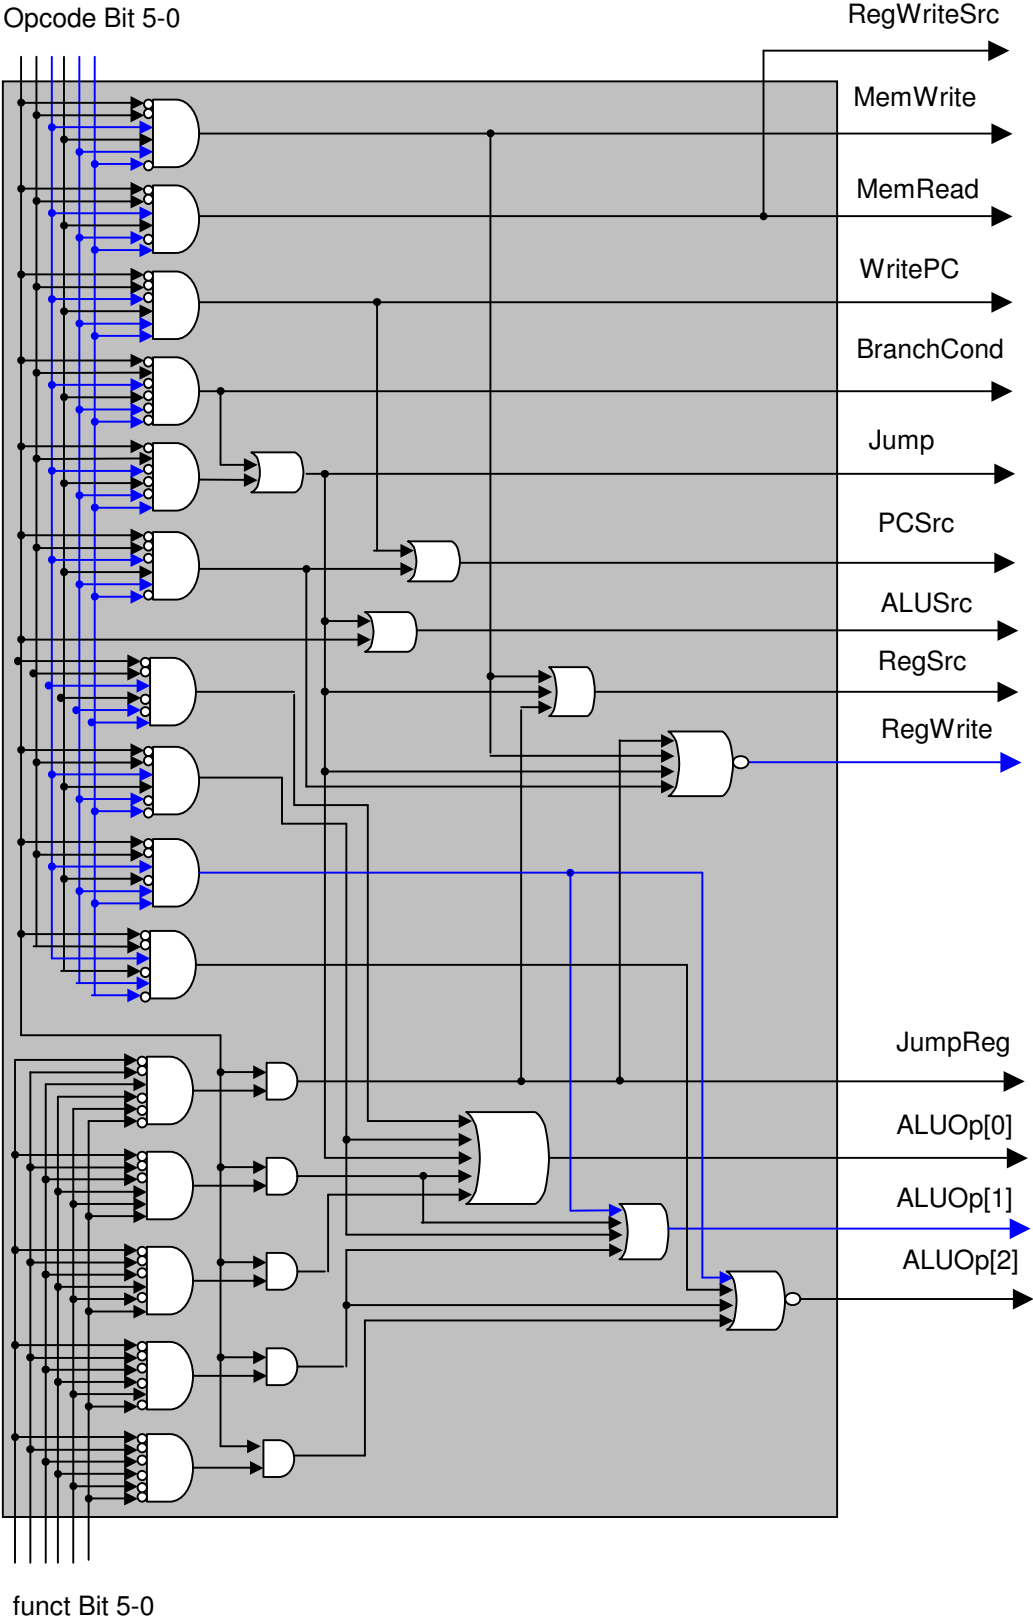 Opcode Bit 5-0
RegWriteSrc
MemWrite
MemRead
WritePC
BranchCond
Jump
PCSrc
ALUSrc
RegSrc
RegWrite
JumpReg
ALUOp[0]
ALUOp[1]
ALUOp[2]
funct Bit 5-0